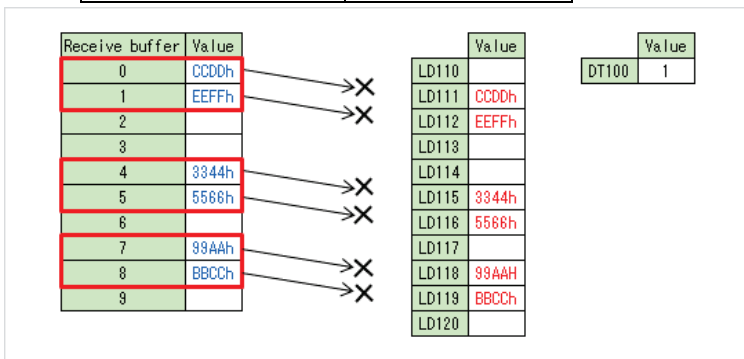 Receive buffer Value
0 CCDDh
1 EEFFh
2
3
4 3344h
5 5566h
6
7 99AAh
8 BBCCh
9
Value
LD110
LD111 CCDDh
LD112 EEFFh
LD113
LD114
LD115 3344h
LD116 5566h
LD117
LD118 99AAH
LD119 BBCCh
LD120
Value
DT100 1